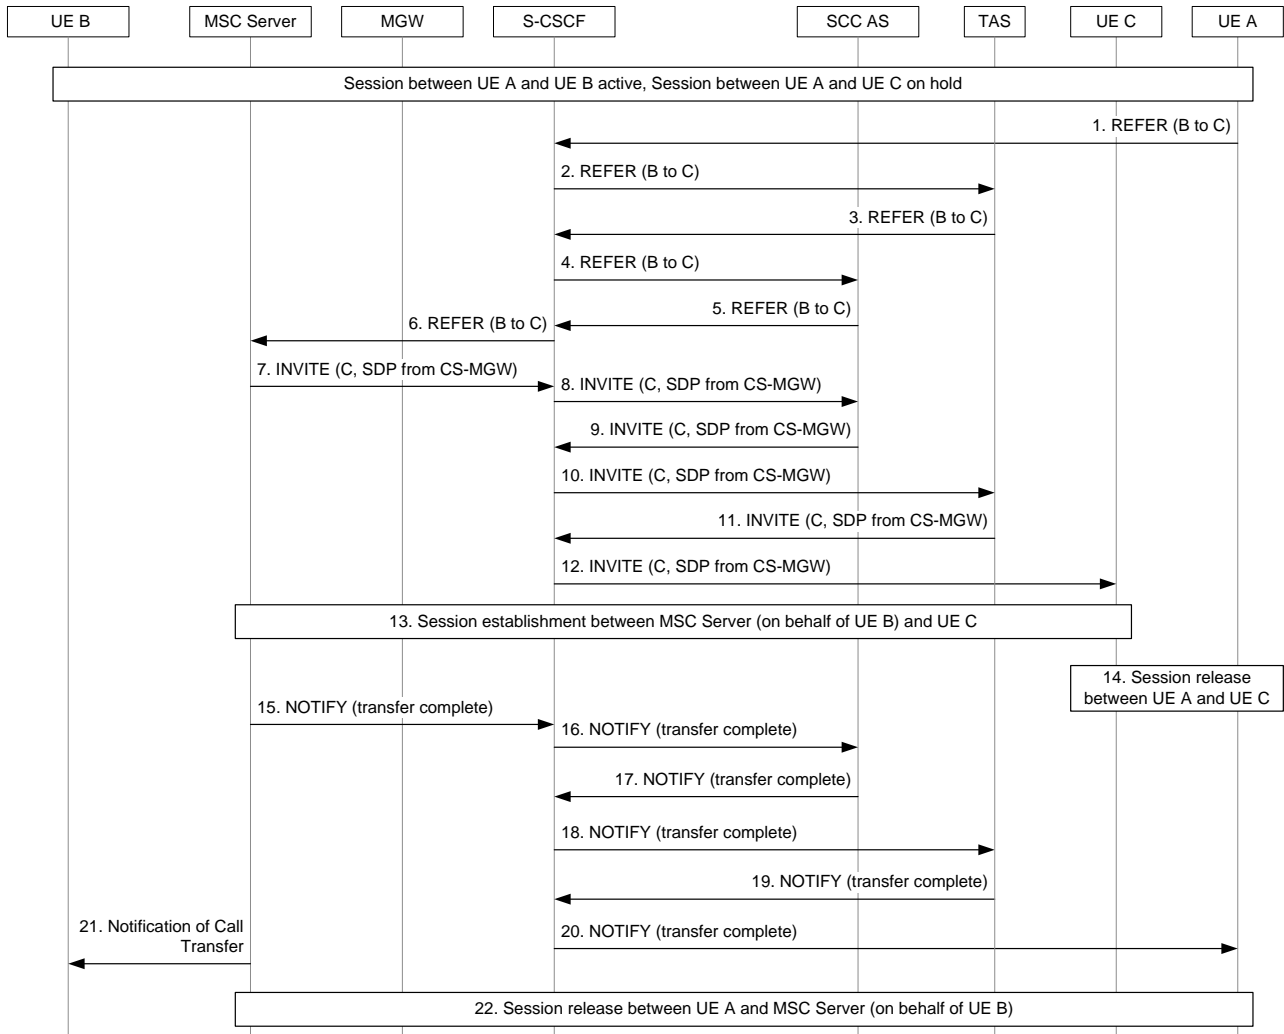 UE B
MSC Server
MGW
S-CSCF
SCC AS
TAS
UE C
UE A
Session between UE A and UE B active, Session between UE A and UE C on hold
1. REFER (B to C)
2. REFER (B to C)
3. REFER (B to C)
4. REFER (B to C)
5. REFER (B to C)
6. REFER (B to C)
7. INVITE (C, SDP from CS-MGW)
8. INVITE (C, SDP from CS-MGW)
9. INVITE (C, SDP from CS-MGW)
10. INVITE (C, SDP from CS-MGW)
11. INVITE (C, SDP from CS-MGW)
12. INVITE (C, SDP from CS-MGW)
13. Session establishment between MSC Server (on behalf of UE B) and UE C
14. Session release
between UE A and UE C
15. NOTIFY (transfer complete)
16. NOTIFY (transfer complete)
17. NOTIFY (transfer complete)
18. NOTIFY (transfer complete)
19. NOTIFY (transfer complete)
20. NOTIFY (transfer complete)
21. Notification of Call
Transfer
22. Session release between UE A and MSC Server (on behalf of UE B)